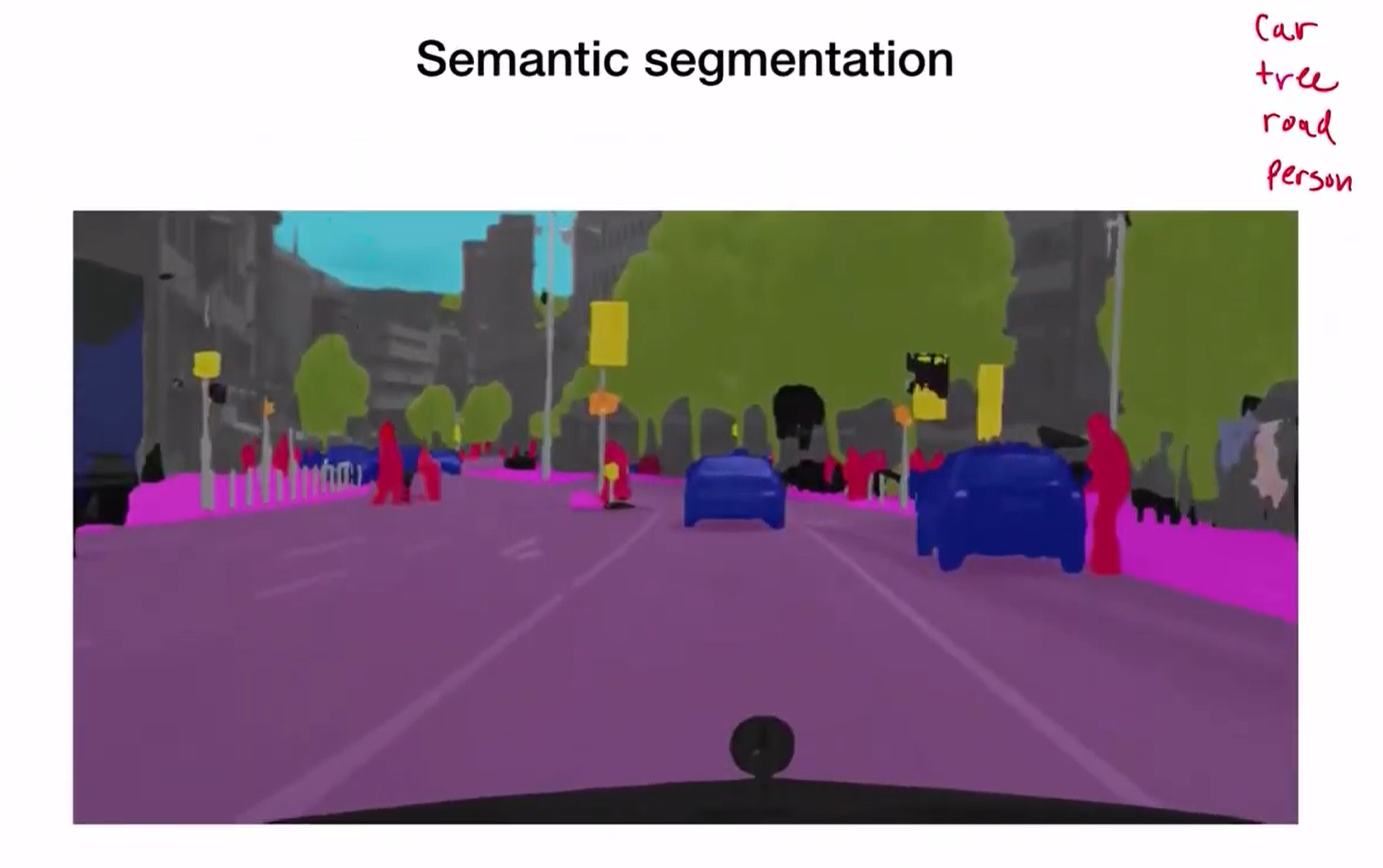 Semantic segmentation
Car
tree
road
person